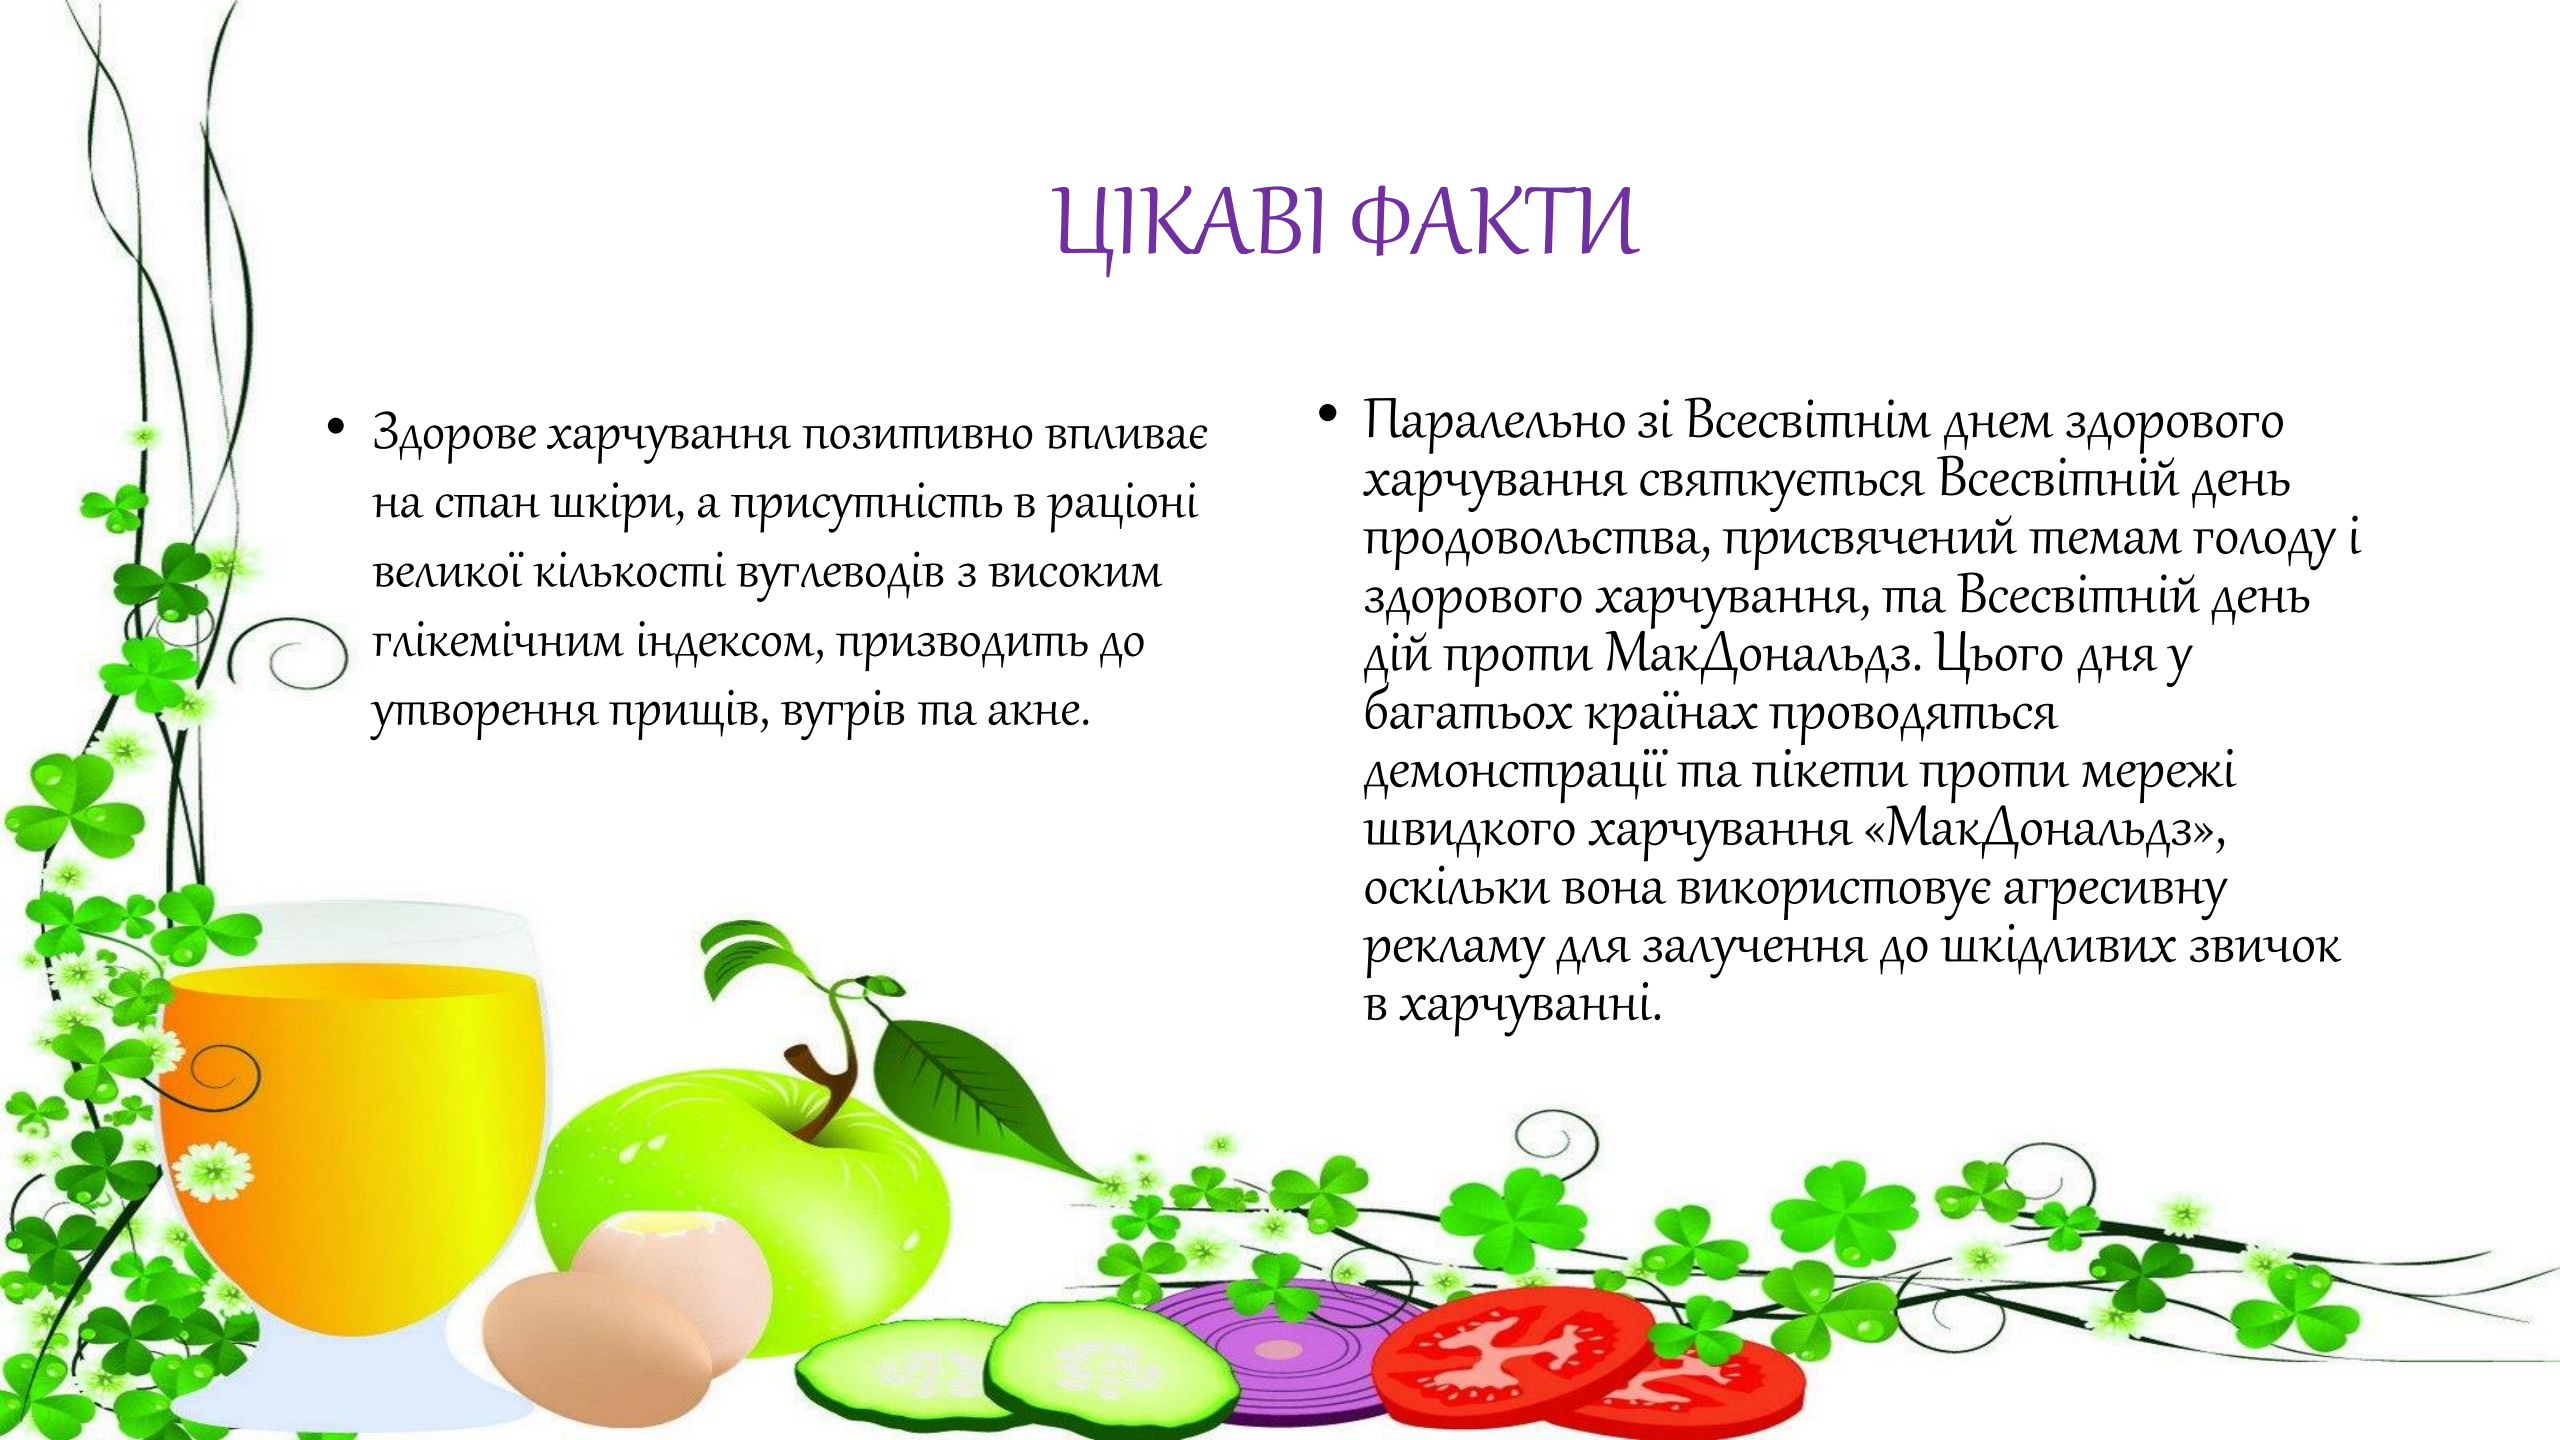 ЦІКАВІ ФАКТИ
• Здорове харчування позитивно впливає
на стан шкіри, а присутність в раціоні
великої кількості вуглеводів з високим
глікемічним індексом, призводить до
утворення прищів, вугрів та акне.
• Паралельно зі Всесвітнім днем здорового
харчування святкується Всесвітній день
продовольства, присвячений темам голоду і
здорового харчування, та Всесвітній день
дій проти МакДональдз. Цього дня у
багатьох країнах проводяться
демонстрації та пікети проти мережі
швидкого харчування «МакДональдз»,
оскільки вона використовує агресивну
рекламу для залучення до шкідливих звичок
в харчуванні.